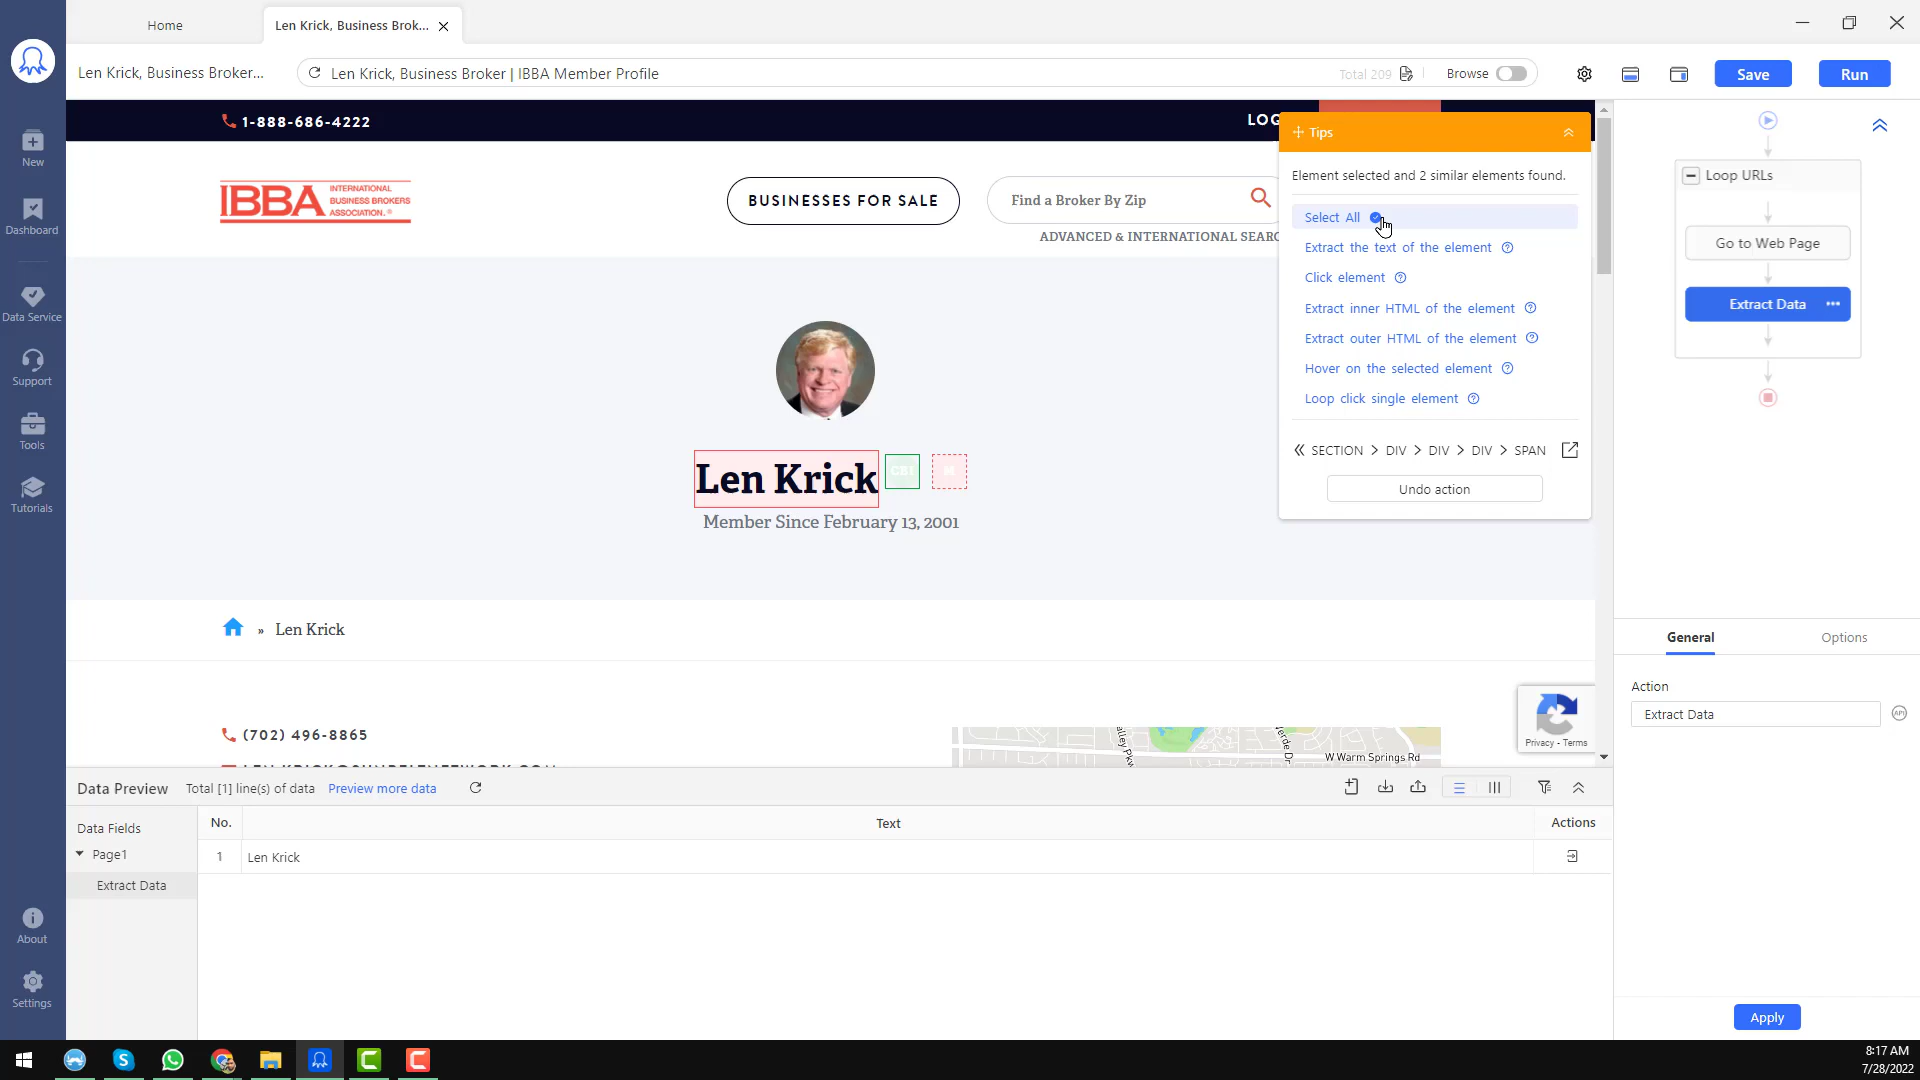 Home
Len Krick, Business Brok...
Len Krick, Business Broker...
Len Krick, Business Broker | IBBA Member Profile
Total 209
Browse
Save
Run
1-888-686-4222
LOG
IBBA
INTERNATIONAL
BUSINESS BROKERS
ASSOCIATION.®
BUSINESSES FOR SALE
Find a Broker By Zip
ADVANCED & INTERNATIONAL SEARC
Tips
Element selected and 2 similar elements found.
Select All
Extract the text of the element
Click element
Extract inner HTML of the element
Extract outer HTML of the element
Hover on the selected element
Loop click single element
SECTION > DIV > DIV > DIV > SPAN
Undo action
Loop URLs
Go to Web Page
Extract Data
New
Dashboard
Data Service
Support
Tools
Tutorials
About
Settings
Len Krick
CBI
M
Member Since February 13, 2001
» Len Krick
(702) 496-8865
W Warm Springs Rd
Privacy - Terms
General
Options
Action
Extract Data
API
Apply
Data Preview
Total [1] line(s) of data
Preview more data
Data Fields
Page1
Extract Data
No.
Text
Actions
1
Len Krick
8:17 AM
7/28/2022